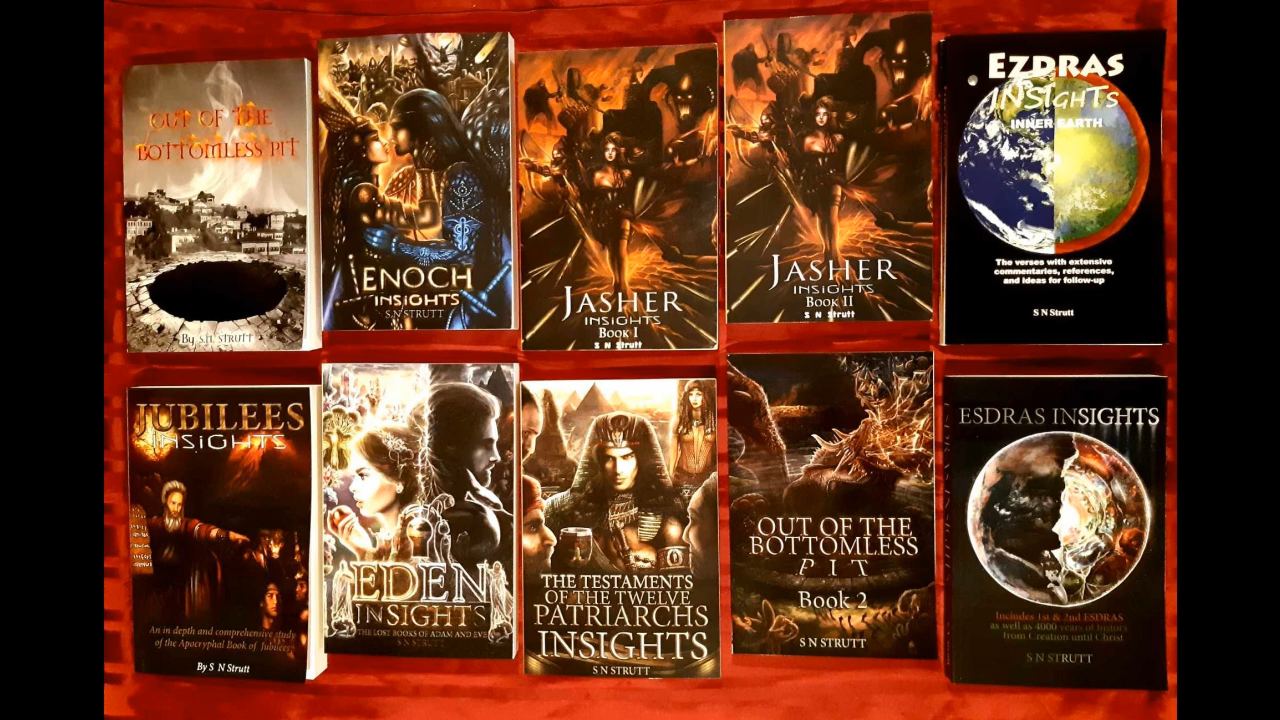 OUT OF THE
BOTTOMLESS PIT
By S.N. STRUTT
ENOCH
INSIGHTS
S.N STRUTT
JASHER
INSIGHTS
Book I
S N Strutt
JASHER
INSIGHTS
Book II
S N Strutt
EZDRAS
INSIGHTS
INNER EARTH
The verses with extensive
commentaries, references,
and ideas for follow-up
S N Strutt
JUBILEES
INSIGHTS
An in depth and comprehensive study
of the Apocryphal Book of Jubilees
By S N Strutt
EDEN
INSIGHTS
THE LOST BOOKS OF ADAM AND EVE
S N STRUTT
THE TESTAMENTS
OF THE TWELVE
PATRIARCHS
INSIGHTS
S N STRUTT
OUT OF THE
BOTTOMLESS
PIT
Book 2
S N STRUTT
ESDRAS INSIGHTS
Includes 1st & 2nd ESDRAS
as well as 4000 years of history
from Creation until Christ
S N STRUTT